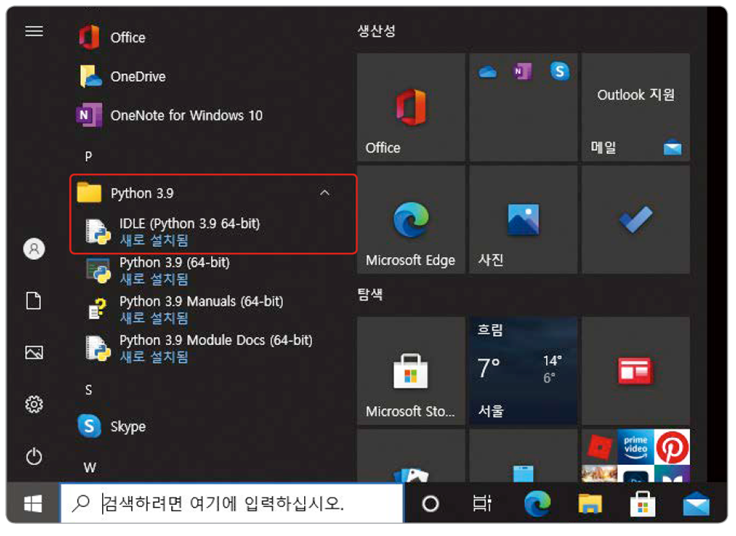 Office
OneDrive
OneNote for Windows 10
P
Python 3.9
IDLE (Python 3.9 64-bit)
새로 설치됨
Python 3.9 (64-bit)
새로 설치됨
Python 3.9 Manuals (64-bit)
새로 설치됨
Python 3.9 Module Docs (64-bit)
새로 설치됨
S
Skype
W
생산성
Office
Outlook 지원
메일
Microsoft Edge
사진
탐색
Microsoft Sto...
흐림
7°
14°
6°
서울
prime video
검색하려면 여기에 입력하십시오.